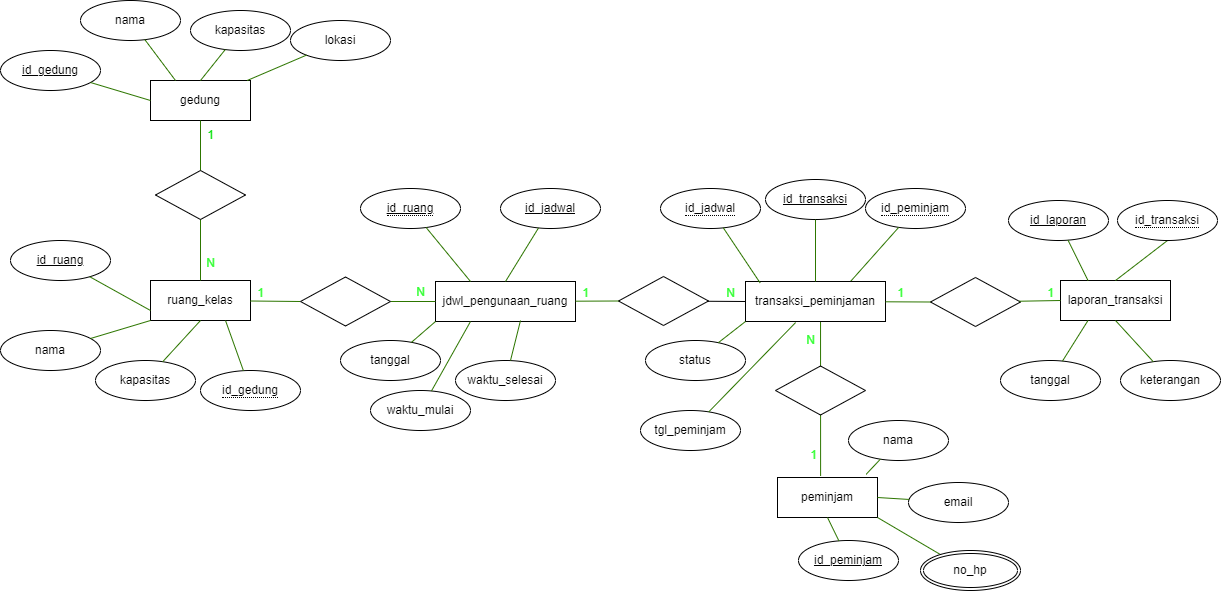 nama
kapasitas
lokasi
id_gedung
gedung
1
N
id_ruang
ruang_kelas
1
nama
kapasitas
id_gedung
id_ruang
id_jadwal
N
jdwl_pengunaan_ruang
1
tanggal
waktu_selesai
waktu_mulai
id_jadwal
id_transaksi
id_peminjam
N
transaksi_peminjaman
1
status
N
tgl_peminjam
1
id_laporan
id_transaksi
1
laporan_transaksi
tanggal
keterangan
nama
peminjam
email
id_peminjam
no_hp